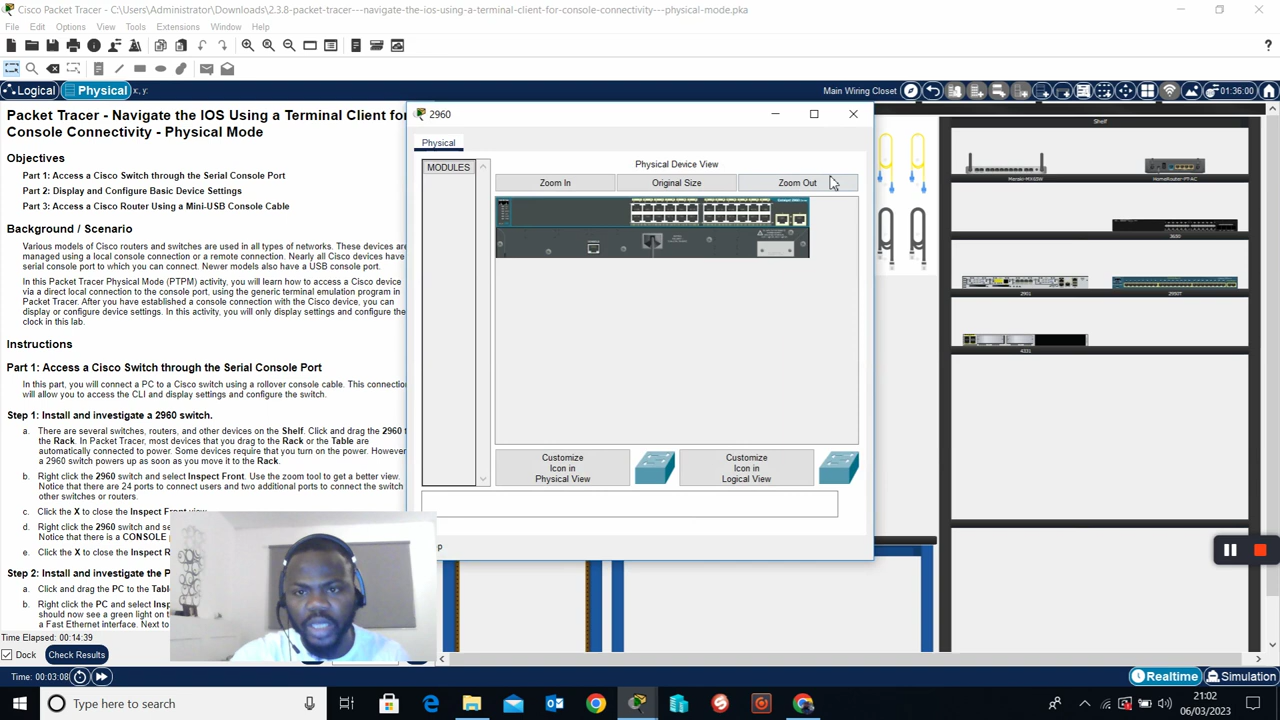 Cisco Packet Tracer - C:\Users\Administrator\Downloads\2.3.8-packet-tracer---navigate-the-ios-using-a-terminal-client-for-console-connectivity---physical-mode.pka
File Edit Options View Tools Extensions Window Help
Logical Physical x, y: Main Wiring Closet 01:36:00
Packet Tracer - Navigate the IOS Using a Terminal Client for
Console Connectivity - Physical Mode
Objectives
Part 1: Access a Cisco Switch through the Serial Console Port
Part 2: Display and Configure Basic Device Settings
Part 3: Access a Cisco Router Using a Mini-USB Console Cable
Background / Scenario
Various models of Cisco routers and switches are used in all types of networks. These devices are
managed using a local console connection or a remote connection. Nearly all Cisco devices have
serial console port to which you can connect. Newer models also have a USB console port.
In this Packet Tracer Physical Mode (PTPM) activity, you will learn how to access a Cisco device
via a direct local connection to the console port, using the generic terminal emulation program in
Packet Tracer. After you have established a console connection with the Cisco device, you can
display or configure device settings. In this activity, you will only display settings and configure the
clock in this lab.
Instructions
Part 1: Access a Cisco Switch through the Serial Console Port
In this part, you will connect a PC to a Cisco switch using a rollover console cable. This connection
will allow you to access the CLI and display settings and configure the switch.
Step 1: Install and investigate a 2960 switch.
a. There are several switches, routers, and other devices on the Shelf. Click and drag the 2960
the Rack. In Packet Tracer, most devices that you drag to the Rack or the Table are
automatically connected to power. Some devices require that you turn on the power. However
a 2960 switch powers up as soon as you move it to the Rack.
b. Right click the 2960 switch and select Inspect Front. Use the zoom tool to get a better view.
Notice that there are 24 ports to connect users and two additional ports to connect the switch
other switches or routers.
c. Click the X to close the Inspect Front view.
d. Right click the 2960 switch and se
Notice that there is a CONSOLE
e. Click the X to close the Inspect R
Step 2: Install and investigate the P
a. Click and drag the PC to the Tab
b. Right click the PC and select Insp
should now see a green light on th
a Fast Ethernet interface. Next to
Time Elapsed: 00:14:39
Dock Check Results
Time: 00:03:08
2960
Physical
MODULES
Physical Device View
Zoom In Original Size Zoom Out
Customize
Icon in
Physical View
Customize
Icon in
Logical View
p
Shelf
Meraki-MX65W HomeRouter-PT-AC
3650
2901 2950T
4331
Realtime Simulation
Type here to search
21:02
06/03/2023